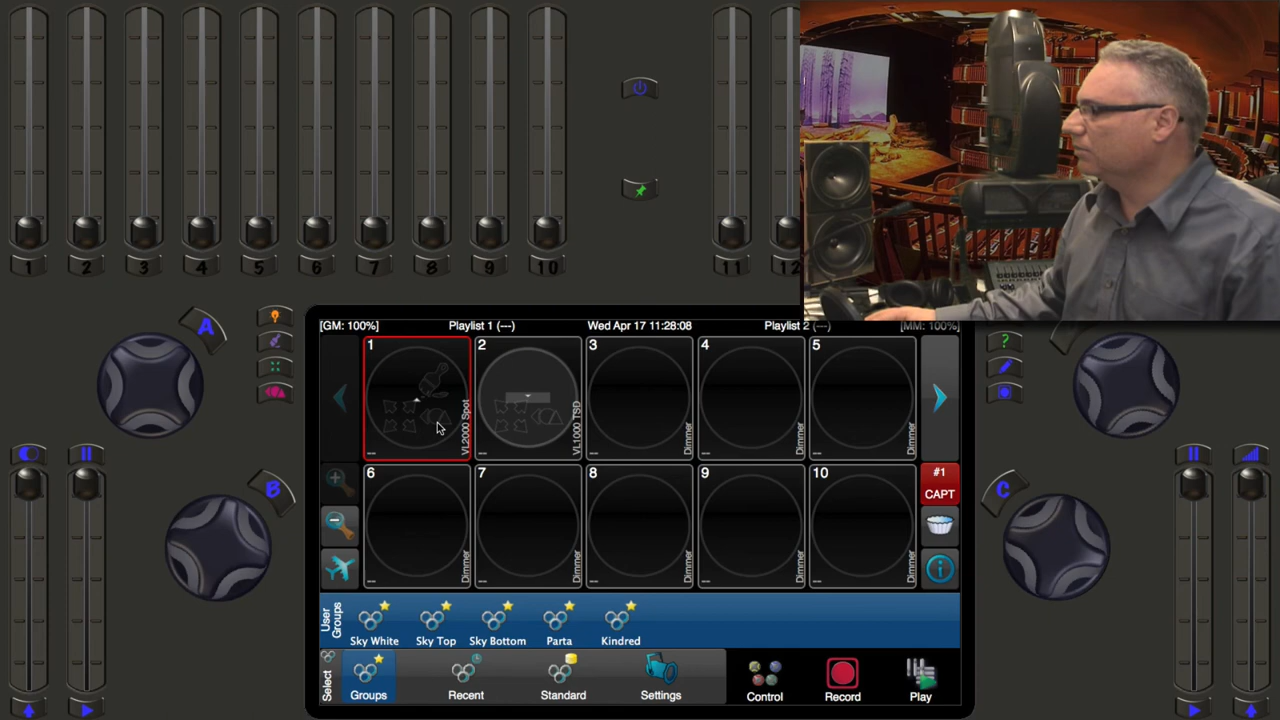 1 2 3 4 5 6 7 8 9 10 11 12
A
B
C
?
[GM: 100%] Playlist 1 (---) Wed Apr 17 11:28:08 Playlist 2 (---) [MM: 100%]
1 2 3 4 5
VL2000 Spot VL1000 TSD Dimmer Dimmer Dimmer
-- -- -- -- --
6 7 8 9 10
Dimmer Dimmer Dimmer Dimmer Dimmer
-- -- -- -- --
#1
CAPT
User Groups
Sky White Sky Top Sky Bottom Parta Kindred
Select
Groups Recent Standard Settings Control Record Play